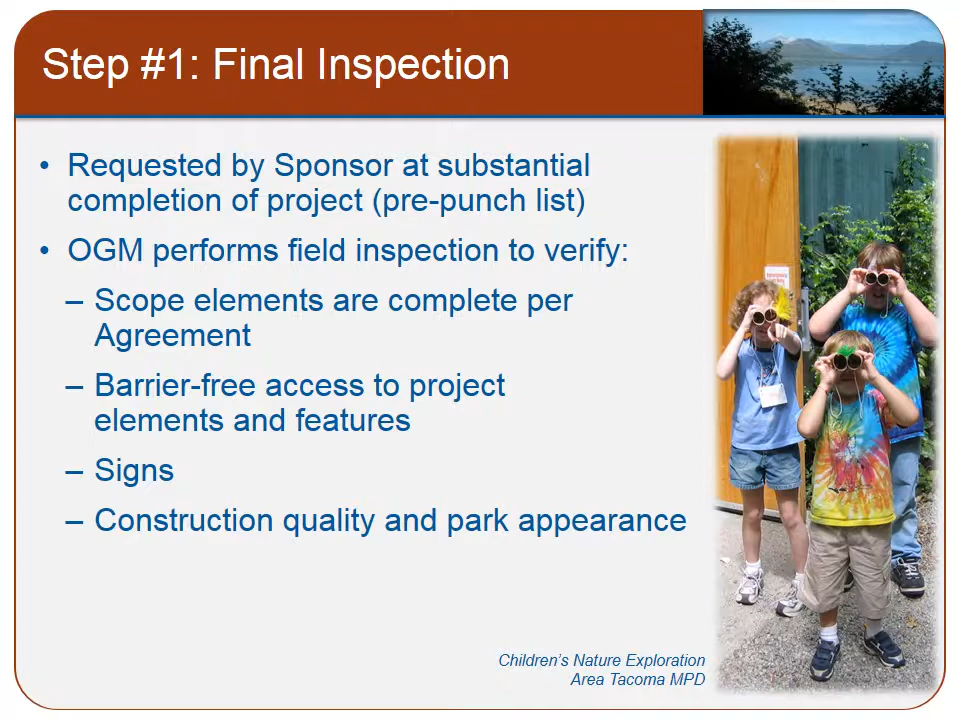 Step #1: Final Inspection
• Requested by Sponsor at substantial
completion of project (pre-punch list)
• OGM performs field inspection to verify:
– Scope elements are complete per
Agreement
– Barrier-free access to project
elements and features
– Signs
– Construction quality and park appearance
Children's Nature Exploration
Area Tacoma MPD